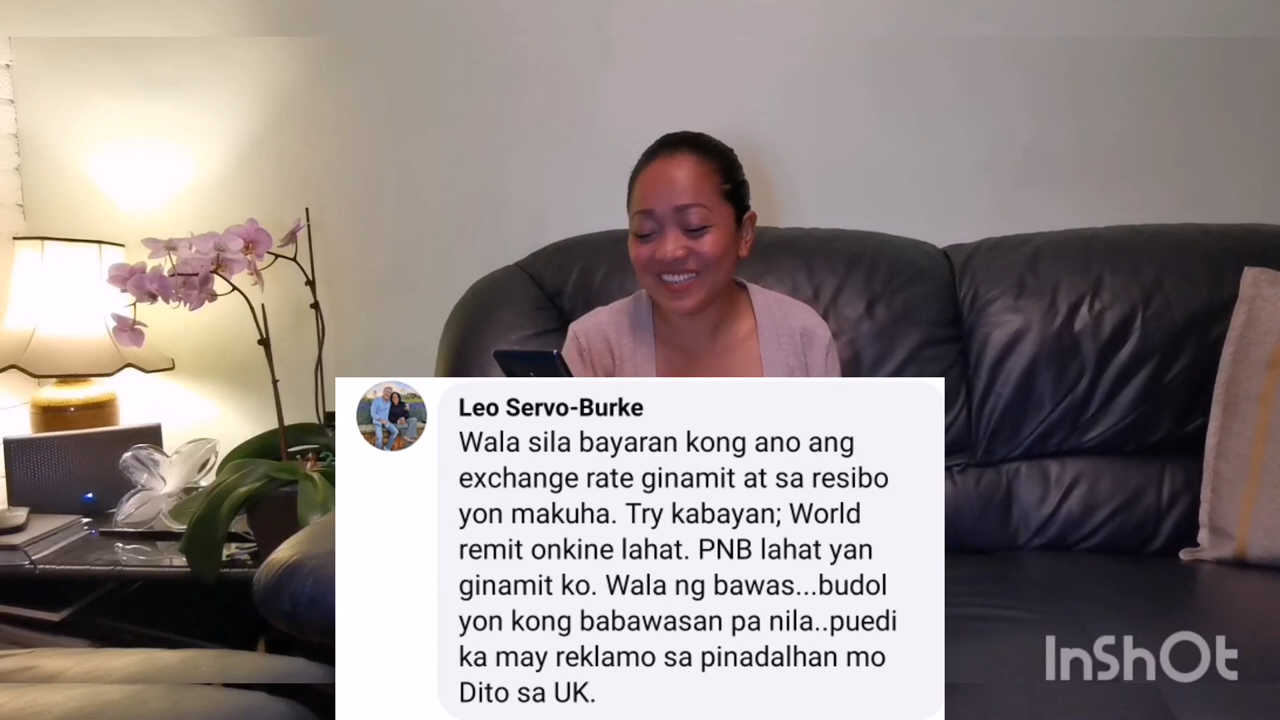 Leo Servo-Burke
Wala sila bayaran kong ano ang
exchange rate ginamit at sa resibo
yon makuha. Try kabayan; World
remit onkine lahat. PNB lahat yan
ginamit ko. Wala ng bawas...budol
yon kong babawasan pa nila..puedi
ka may reklamo sa pinadalhan mo
Dito sa UK.
InShOt